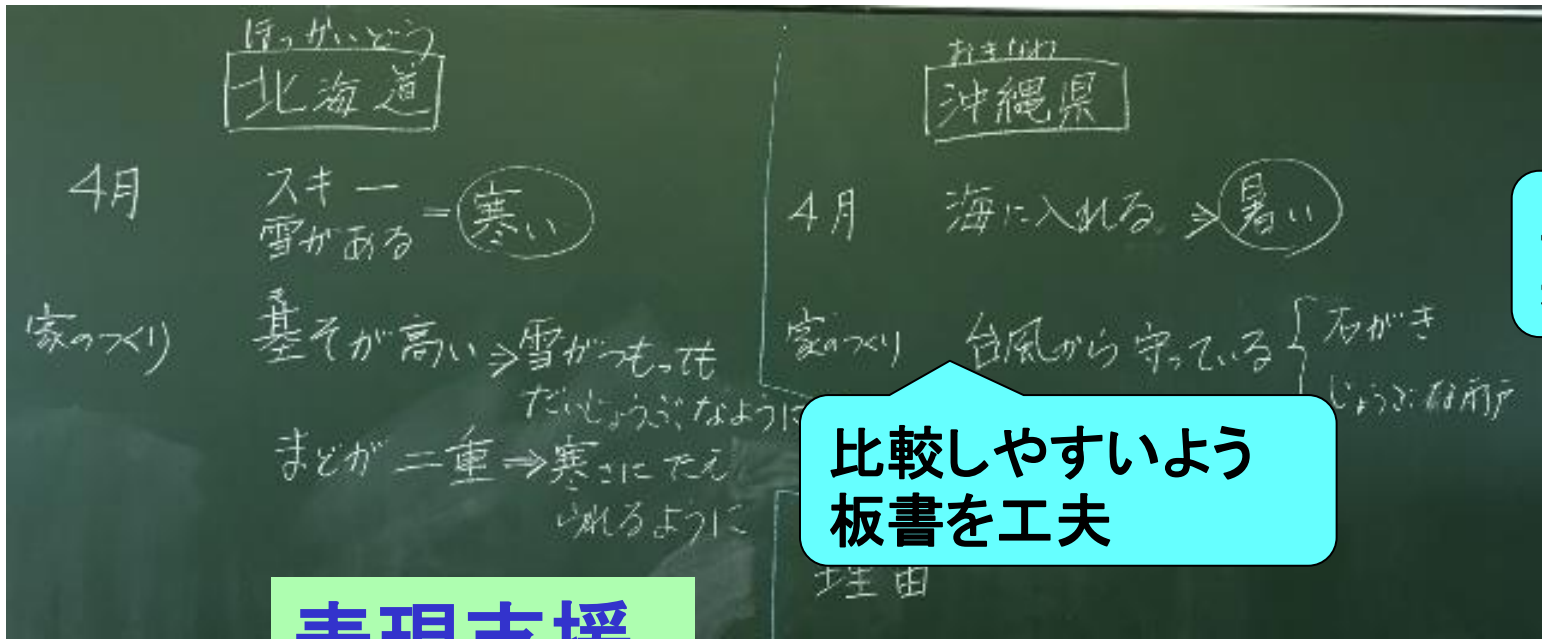 ほっかいどう
北海道
4月
スキー
雪がある
=寒い
家のつくり
基そが高い⇒雪がつもっても
だいじょうぶなように
まどが二重⇒寒さにたえ
られるように
おきなわ
沖縄県
4月
海に入れる⇒暑い
家のつくり
台風から守っている
石がき
じょうぶな雨戸
比較しやすいよう
板書を工夫
理由
表現支援